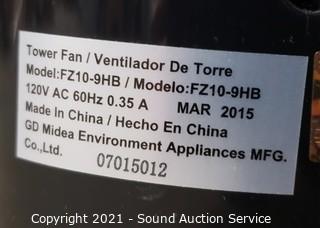 Tower Fan / Ventilador De Torre
Model:FZ10-9HB / Modelo:FZ10-9HB
120V AC 60Hz 0.35 A MAR 2015
Made In China / Hecho En China
GD Midea Environment Appliances MFG.
Co.,Ltd.
07015012
Copyright 2021 - Sound Auction Service